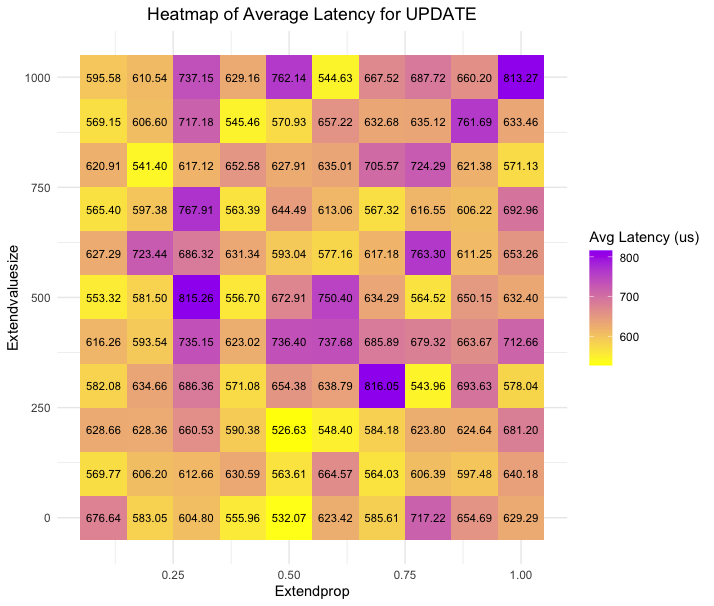 Heatmap of Average Latency for UPDATE
Extendvaluesize
1000
750
500
250
0
595.58 610.54 737.15 629.16 762.14 544.63 667.52 687.72 660.20 813.27
569.15 606.60 717.18 545.46 570.93 657.22 632.68 635.12 761.69 633.46
620.91 541.40 617.12 652.58 627.91 635.01 705.57 724.29 621.38 571.13
565.40 597.38 767.91 563.39 644.49 613.06 567.32 616.55 606.22 692.96
627.29 723.44 686.32 631.34 593.04 577.16 617.18 763.30 611.25 653.26
553.32 581.50 815.26 556.70 672.91 750.40 634.29 564.52 650.15 632.40
616.26 593.54 735.15 623.02 736.40 737.68 685.89 679.32 663.67 712.66
582.08 634.66 686.36 571.08 654.38 638.79 816.05 543.96 693.63 578.04
628.66 628.36 660.53 590.38 526.63 548.40 584.18 623.80 624.64 681.20
569.77 606.20 612.66 630.59 563.61 664.57 564.03 606.39 597.48 640.18
676.64 583.05 604.80 555.96 532.07 623.42 585.61 717.22 654.69 629.29
0.25 0.50 0.75 1.00
Extendprop
Avg Latency (us)
800
700
600